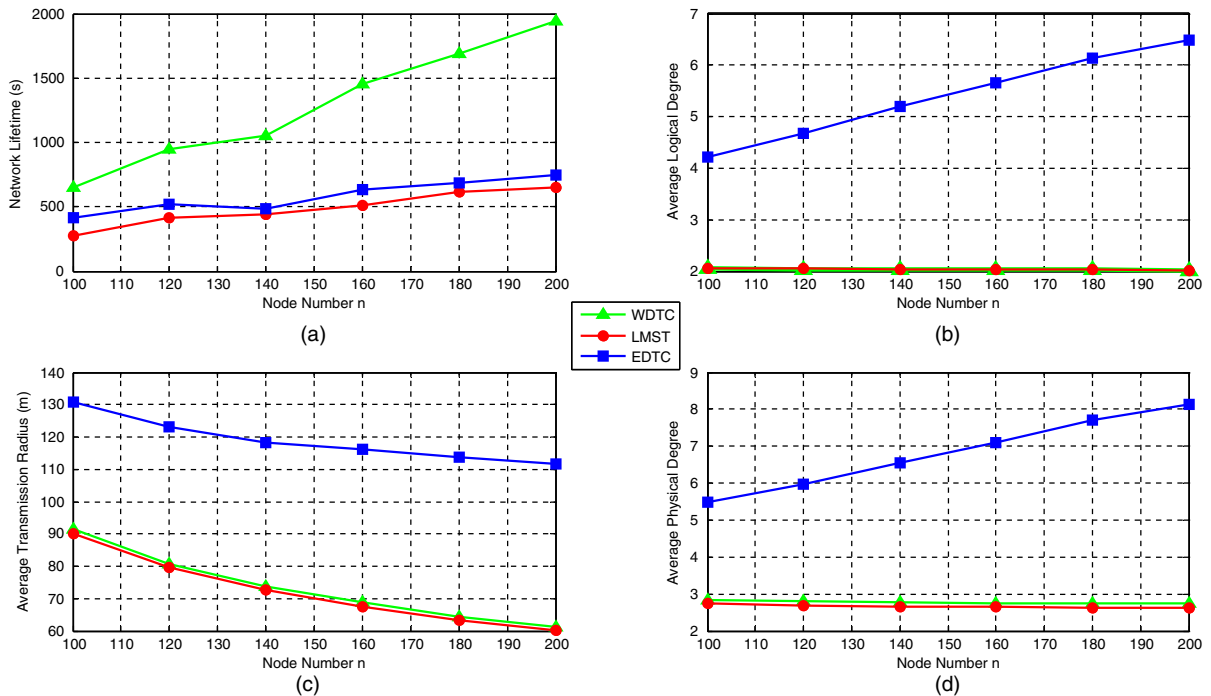 2000
1500
1000
500
0
Network Lifetime (s)
100 110 120 130 140 150 160 170 180 190 200
Node Number n
(a)
7
6
5
4
3
2
Average Logical Degree
100 110 120 130 140 150 160 170 180 190 200
Node Number n
(b)
WDTC
LMST
EDTC
140
130
120
110
100
90
80
70
60
Average Transmission Radius (m)
100 110 120 130 140 150 160 170 180 190 200
Node Number n
(c)
9
8
7
6
5
4
3
2
Average Physical Degree
100 110 120 130 140 150 160 170 180 190 200
Node Number n
(d)